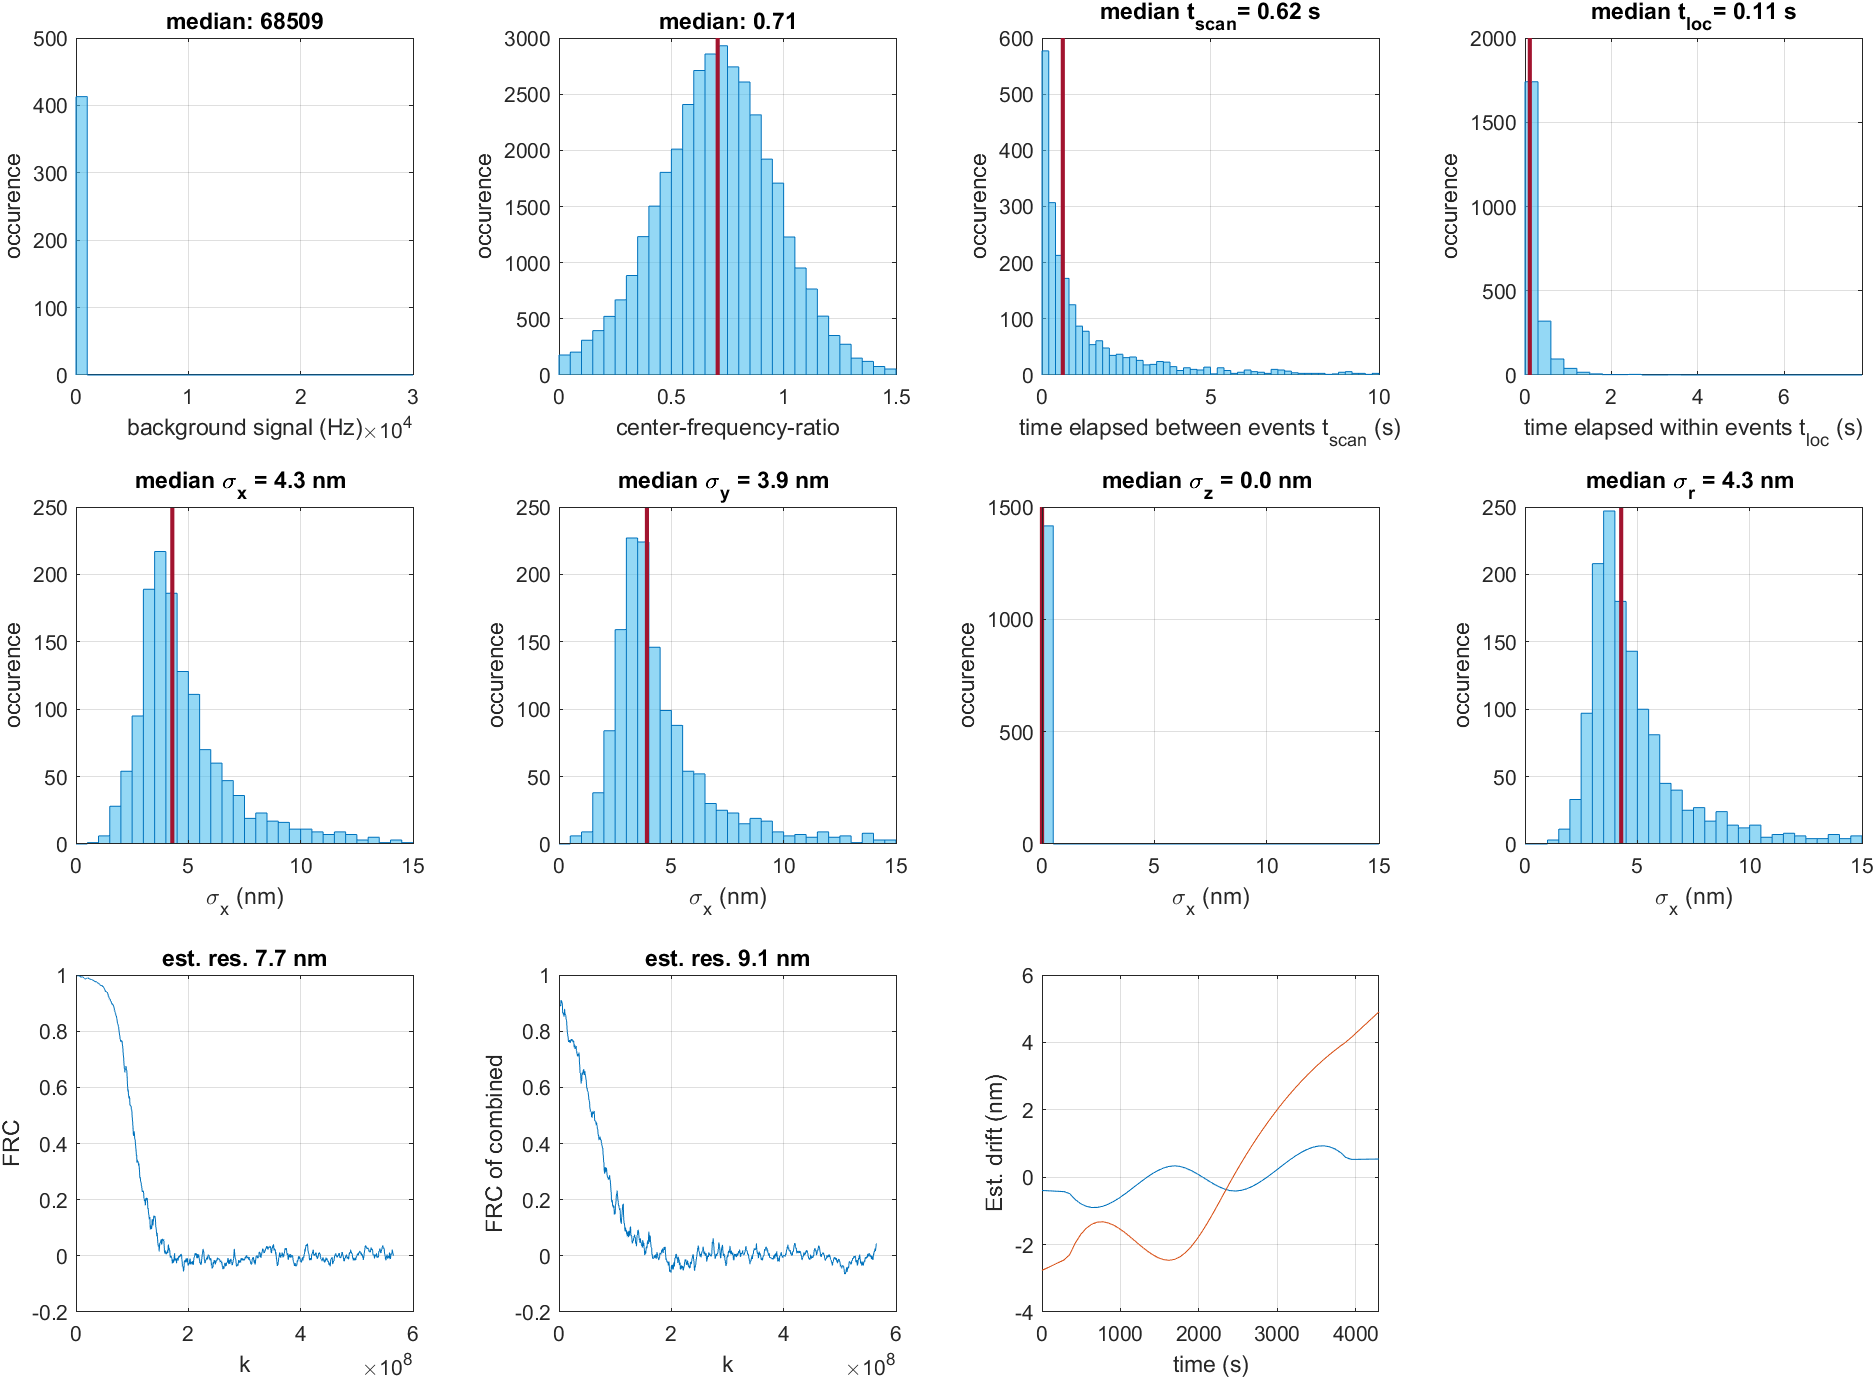 median: 68509
500
400
300
200
100
0
occurence
0 1 2 3
background signal (Hz) ×10^4
median: 0.71
3000
2500
2000
1500
1000
500
0
occurence
0 0.5 1 1.5
center-frequency-ratio
median t_scan= 0.62 s
600
500
400
300
200
100
0
occurence
0 5 10
time elapsed between events t_scan (s)
median t_loc= 0.11 s
2000
1500
1000
500
0
occurence
0 2 4 6
time elapsed within events t_loc (s)
median σ_x = 4.3 nm
250
200
150
100
50
0
occurence
0 5 10 15
σ_x (nm)
median σ_y = 3.9 nm
250
200
150
100
50
0
occurence
0 5 10 15
σ_x (nm)
median σ_z = 0.0 nm
1500
1000
500
0
occurence
0 5 10 15
σ_x (nm)
median σ_r = 4.3 nm
250
200
150
100
50
0
occurence
0 5 10 15
σ_x (nm)
est. res. 7.7 nm
1
0.8
0.6
0.4
0.2
0
-0.2
FRC
0 2 4 6
k ×10^8
est. res. 9.1 nm
1
0.8
0.6
0.4
0.2
0
-0.2
FRC of combined
0 2 4 6
k ×10^8
6
4
2
0
-2
-4
Est. drift (nm)
0 1000 2000 3000 4000
time (s)